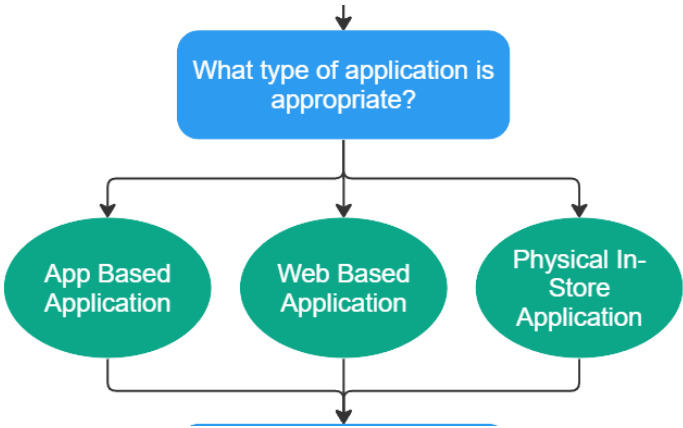 What type of application is
appropriate?
App Based
Application
Web Based
Application
Physical In-
Store
Application